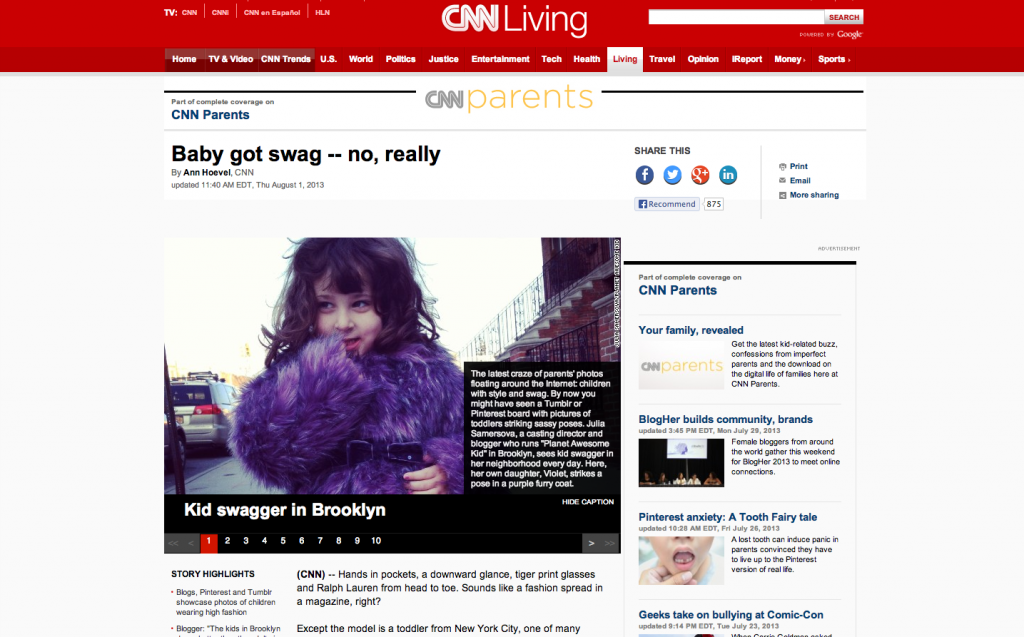 TV: CNN CNNI CNN en Español HLN
CNN Living
SEARCH
POWERED BY Google
Home TV & Video CNN Trends U.S. World Politics Justice Entertainment Tech Health Living Travel Opinion iReport Money Sports
Part of complete coverage on
CNN Parents
CNN parents
Baby got swag -- no, really
By Ann Hoevel, CNN
updated 11:40 AM EDT, Thu August 1, 2013
SHARE THIS
Recommend 875
Print
Email
More sharing
The latest craze of parents' photos
floating around the Internet: children
with style and swag. By now you
might have seen a Tumblr or
Pinterest board with pictures of
toddlers striking sassy poses. Julia
Samersova, a casting director and
blogger who runs "Planet Awesome
Kid" in Brooklyn, sees kid swagger in
her neighborhood every day. Here,
her own daughter, Violet, strikes a
pose in a purple furry coat.
HIDE CAPTION
Kid swagger in Brooklyn
<< < 1 2 3 4 5 6 7 8 9 10 > >>
STORY HIGHLIGHTS
Blogs, Pinterest and Tumblr
showcase photos of children
wearing high fashion
Blogger: "The kids in Brooklyn
(CNN) -- Hands in pockets, a downward glance, tiger print glasses
and Ralph Lauren from head to toe. Sounds like a fashion spread in
a magazine, right?
Except the model is a toddler from New York City, one of many
ADVERTISEMENT
Part of complete coverage on
CNN Parents
Your family, revealed
CNN parents
Get the latest kid-related buzz,
confessions from imperfect
parents and the download on
the digital life of families here at
CNN Parents.
BlogHer builds community, brands
updated 3:45 PM EDT, Mon July 29, 2013
Female bloggers from around
the world gather this weekend
for BlogHer 2013 to meet online
connections.
Pinterest anxiety: A Tooth Fairy tale
updated 10:28 AM EDT, Fri July 26, 2013
A lost tooth can induce panic in
parents convinced they have
to live up to the Pinterest
version of real life.
Geeks take on bullying at Comic-Con
updated 9:14 PM EDT, Tue July 23, 2013
When Carrie Goldman asked